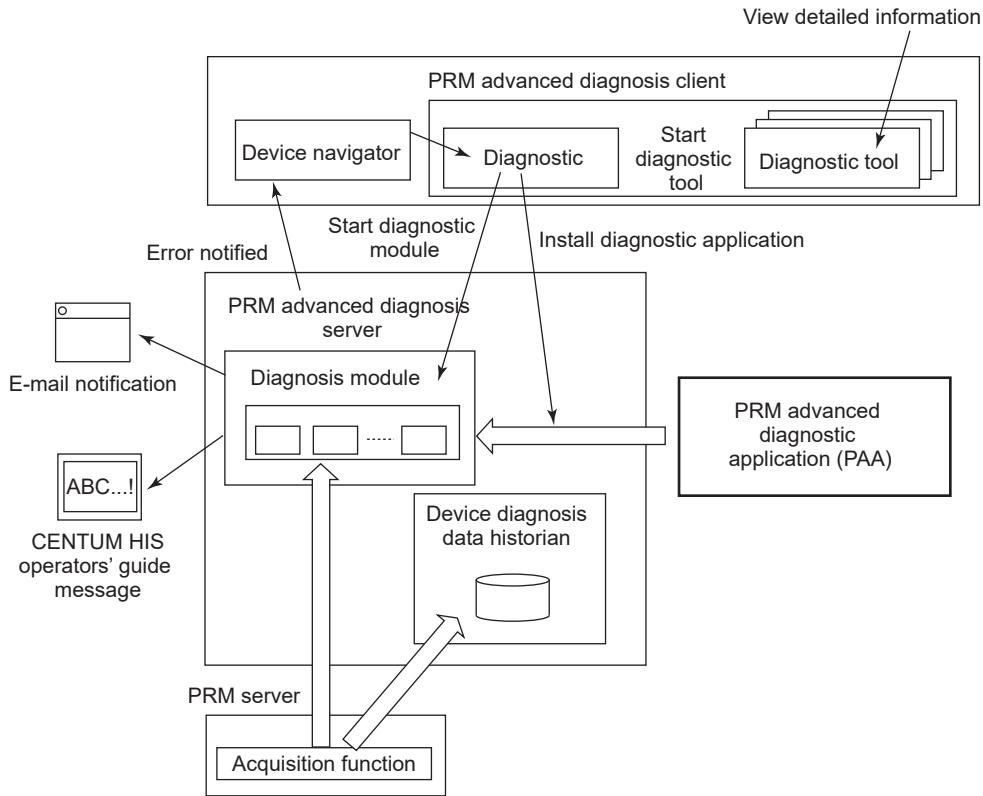 View detailed information
PRM advanced diagnosis client
Device navigator
Diagnostic
Start
diagnostic
tool
Diagnostic tool
Error notified
Start diagnostic
module
Install diagnostic application
PRM advanced diagnosis
server
E-mail notification
Diagnosis module
PRM advanced
diagnostic
application (PAA)
ABC...!
CENTUM HIS
operators’ guide
message
Device diagnosis
data historian
PRM server
Acquisition function